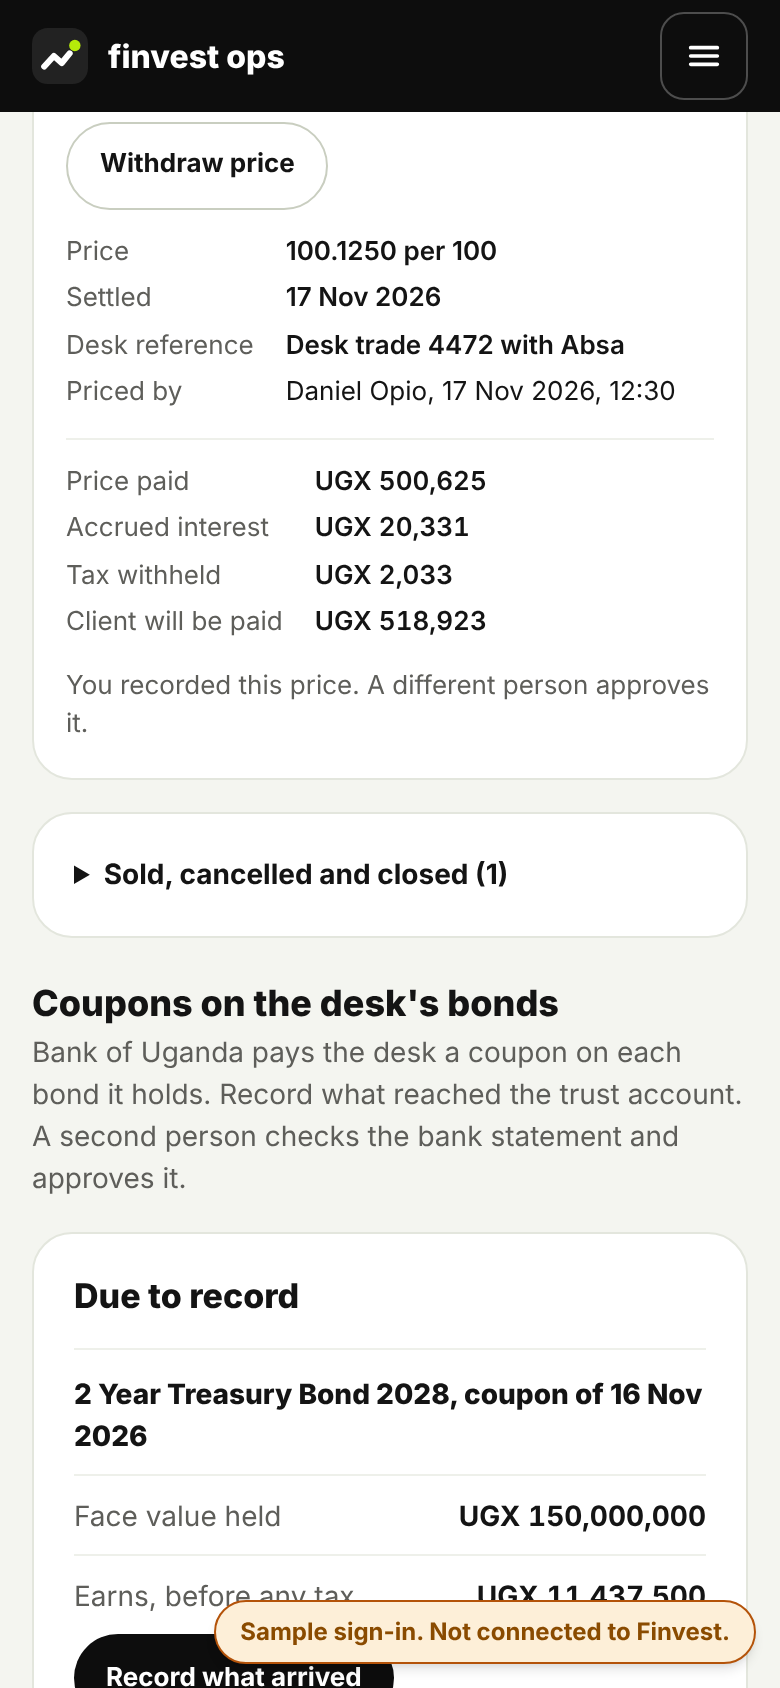 finvest ops
Withdraw price
Price 100.1250 per 100
Settled 17 Nov 2026
Desk reference Desk trade 4472 with Absa
Priced by Daniel Opio, 17 Nov 2026, 12:30
Price paid UGX 500,625
Accrued interest UGX 20,331
Tax withheld UGX 2,033
Client will be paid UGX 518,923
You recorded this price. A different person approves
it.
Sold, cancelled and closed (1)
Coupons on the desk's bonds
Bank of Uganda pays the desk a coupon on each
bond it holds. Record what reached the trust account.
A second person checks the bank statement and
approves it.
Due to record
2 Year Treasury Bond 2028, coupon of 16 Nov
2026
Face value held UGX 150,000,000
Earns, before any tax UGX 11,437,500
Sample sign-in. Not connected to Finvest.
Record what arrived